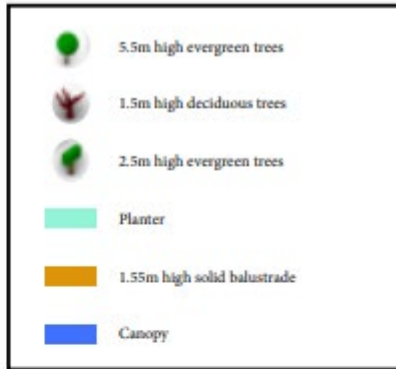 5.5m high evergreen trees
1.5m high deciduous trees
2.5m high evergreen trees
Planter
1.55m high solid balustrade
Canopy